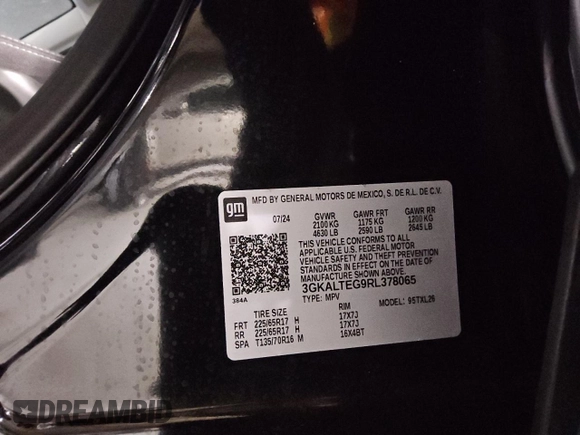 gm
MFD BY GENERAL MOTORS DE MEXICO, S. DE R.L. DE C.V.
07/24 GVWR GAWR FRT GAWR RR
2100 KG 1175 KG 1200 KG
4630 LB 2590 LB 2645 LB
THIS VEHICLE CONFORMS TO ALL
APPLICABLE U.S. FEDERAL MOTOR
VEHICLE SAFETY AND THEFT PREVENTION
STANDARDS IN EFFECT ON THE DATE OF
MANUFACTURE SHOWN ABOVE.
3GKALTEG9RL378065
384A TYPE: MPV MODEL: 9STXL26
TIRE SIZE RIM
FRT 225/65R17 H 17X7J
RR 225/65R17 H 17X7J
SPA T135/70R16 M 16X4BT
DREAMBID